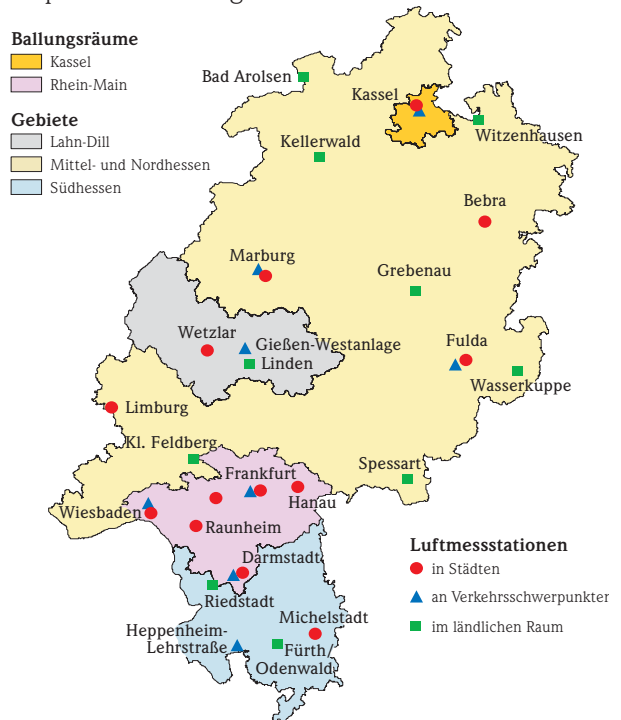 Ballungsräume
Kassel
Rhein-Main
Gebiete
Lahn-Dill
Mittel- und Nordhessen
Südhessen
Bad Arolsen
Kassel
Witzenhausen
Kellerwald
Bebra
Marburg
Grebenau
Wetzlar
Gießen-Westanlage
Linden
Fulda
Wasserkuppe
Limburg
Kl. Feldberg
Spessart
Frankfurt
Hanau
Wiesbaden
Raunheim
Darmstadt
Riedstadt
Michelstadt
Heppenheim-
Lehrstraße
Fürth/
Odenwald
Luftmessstationen
in Städten
an Verkehrsschwerpunkten
im ländlichen Raum